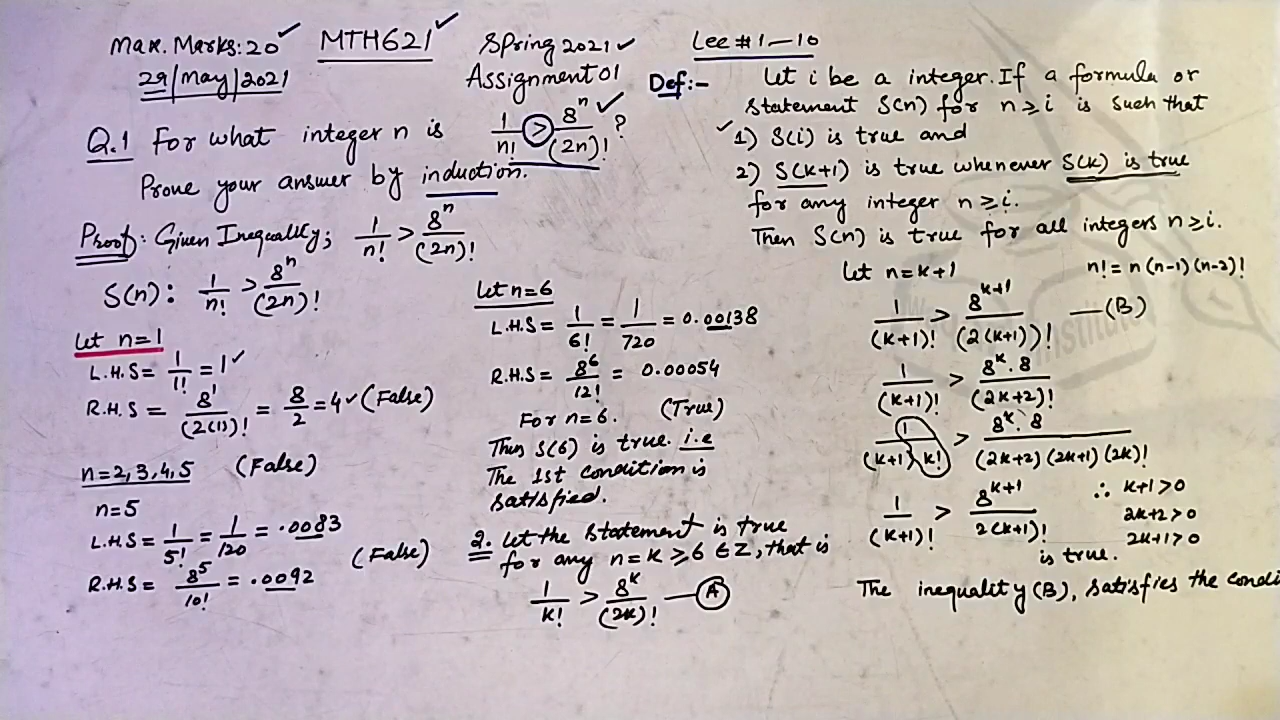 Max. Marks: 20 ✓ MTH621 ✓ Spring 2021 ✓ Lec # 1-10
29/May/2021 Assignment 01
Q.1 For what integer n is 1/n! > 8^n/(2n)! ✓ ?
Prove your answer by induction.
Proof: Given Inequality; 1/n! > 8^n/(2n)!
S(n): 1/n! > 8^n/(2n)!
Let n=1
L.H.S = 1/1! = 1 ✓
R.H.S = 8^1/(2(1))! = 8/2 = 4 ✓ (False)
n=2,3,4,5 (False)
n=5
L.H.S = 1/5! = 1/120 = .0083
(False)
R.H.S = 8^5/10! = .0092
Let n=6
L.H.S = 1/6! = 1/720 = 0.00138
R.H.S = 8^6/12! = 0.00054
For n=6. (True)
Thus S(6) is true. i.e
The 1st condition is
satisfied.
2. Let the statement is true
for any n=k ≥ 6 ∈ Z, that is
1/k! > 8^k/(2k)! —(A)
Def:- Let i be a integer. If a formula or
statement S(n) for n ≥ i is such that
✓ 1) S(i) is true and
2) S(k+1) is true whenever S(k) is true
for any integer n ≥ i.
Then S(n) is true for all integers n ≥ i.
Let n=k+1 n! = n(n-1)(n-2)!
1/(k+1)! > 8^(k+1)/(2(k+1))! —(B)
1/(k+1)! > 8^k.8/(2k+2)!
1/(k+1) k! > 8^k.8/(2k+2)(2k+1)(2k)!
1/(k+1)! > 8^(k+1)/2(k+1)! ∴ k+1>0
2k+2>0
2k+1>0
is true.
The inequality (B), satisfies the condi